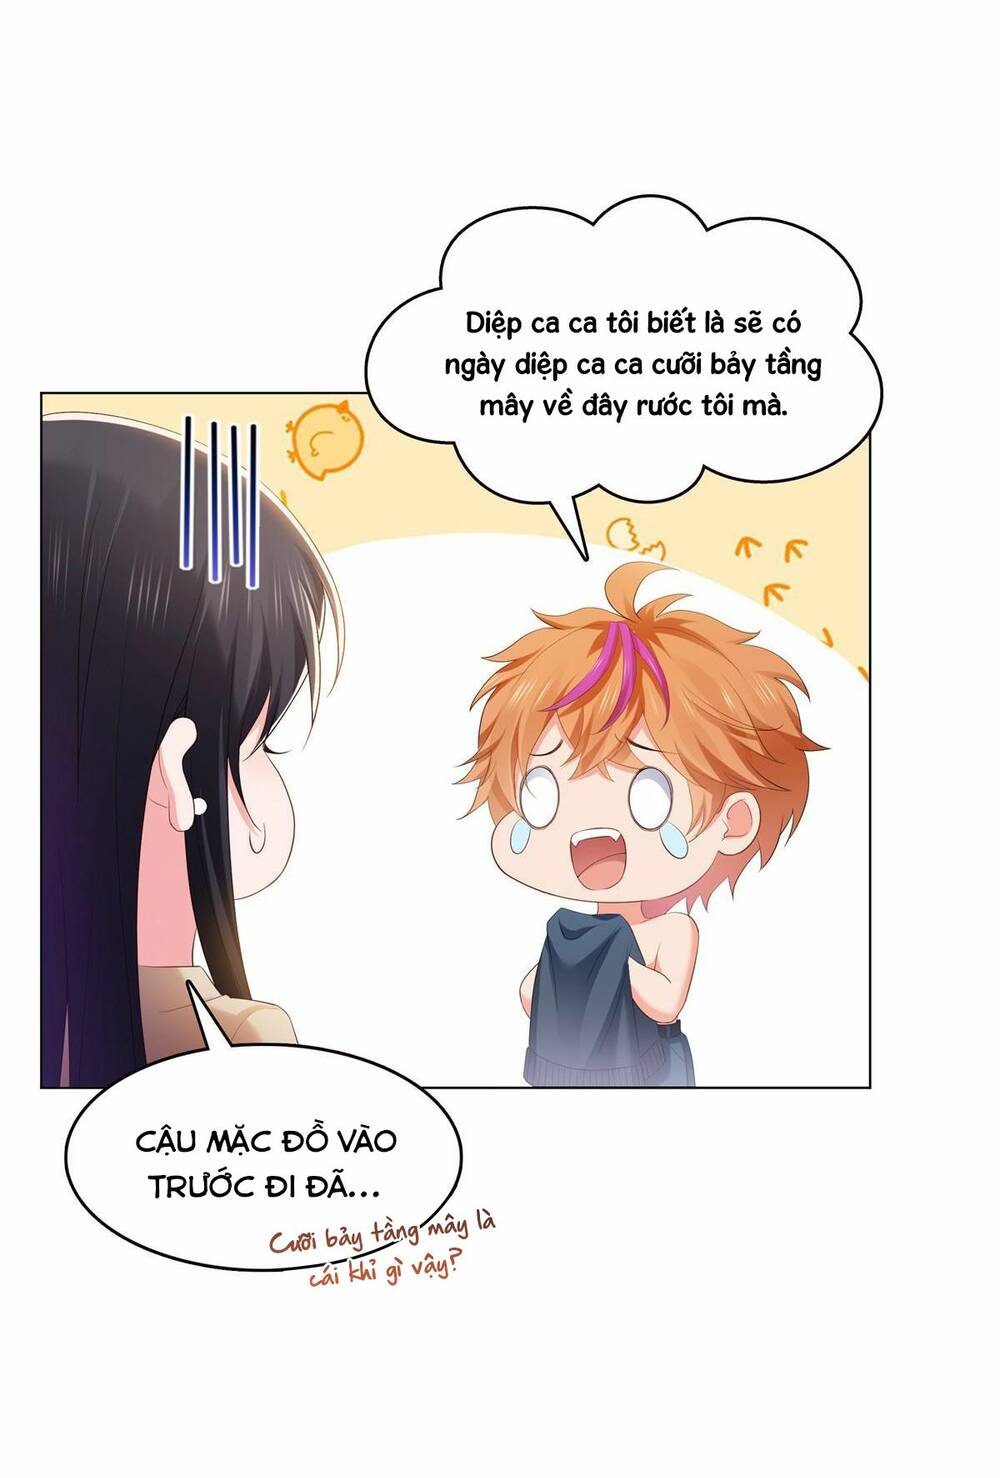 Diệp ca ca tôi biết là sẽ có
ngày diệp ca ca cưỡi bảy tầng
mây về đây rước tôi mà.
CẬU MẶC ĐỒ VÀO
TRƯỚC ĐI ĐÃ...
Cưỡi bảy tầng mây là
cái khỉ gì vậy?